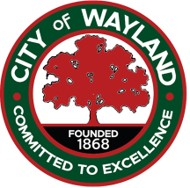 CITY OF WAYLAND
FOUNDED
1868
COMMITTED TO EXCELLENCE